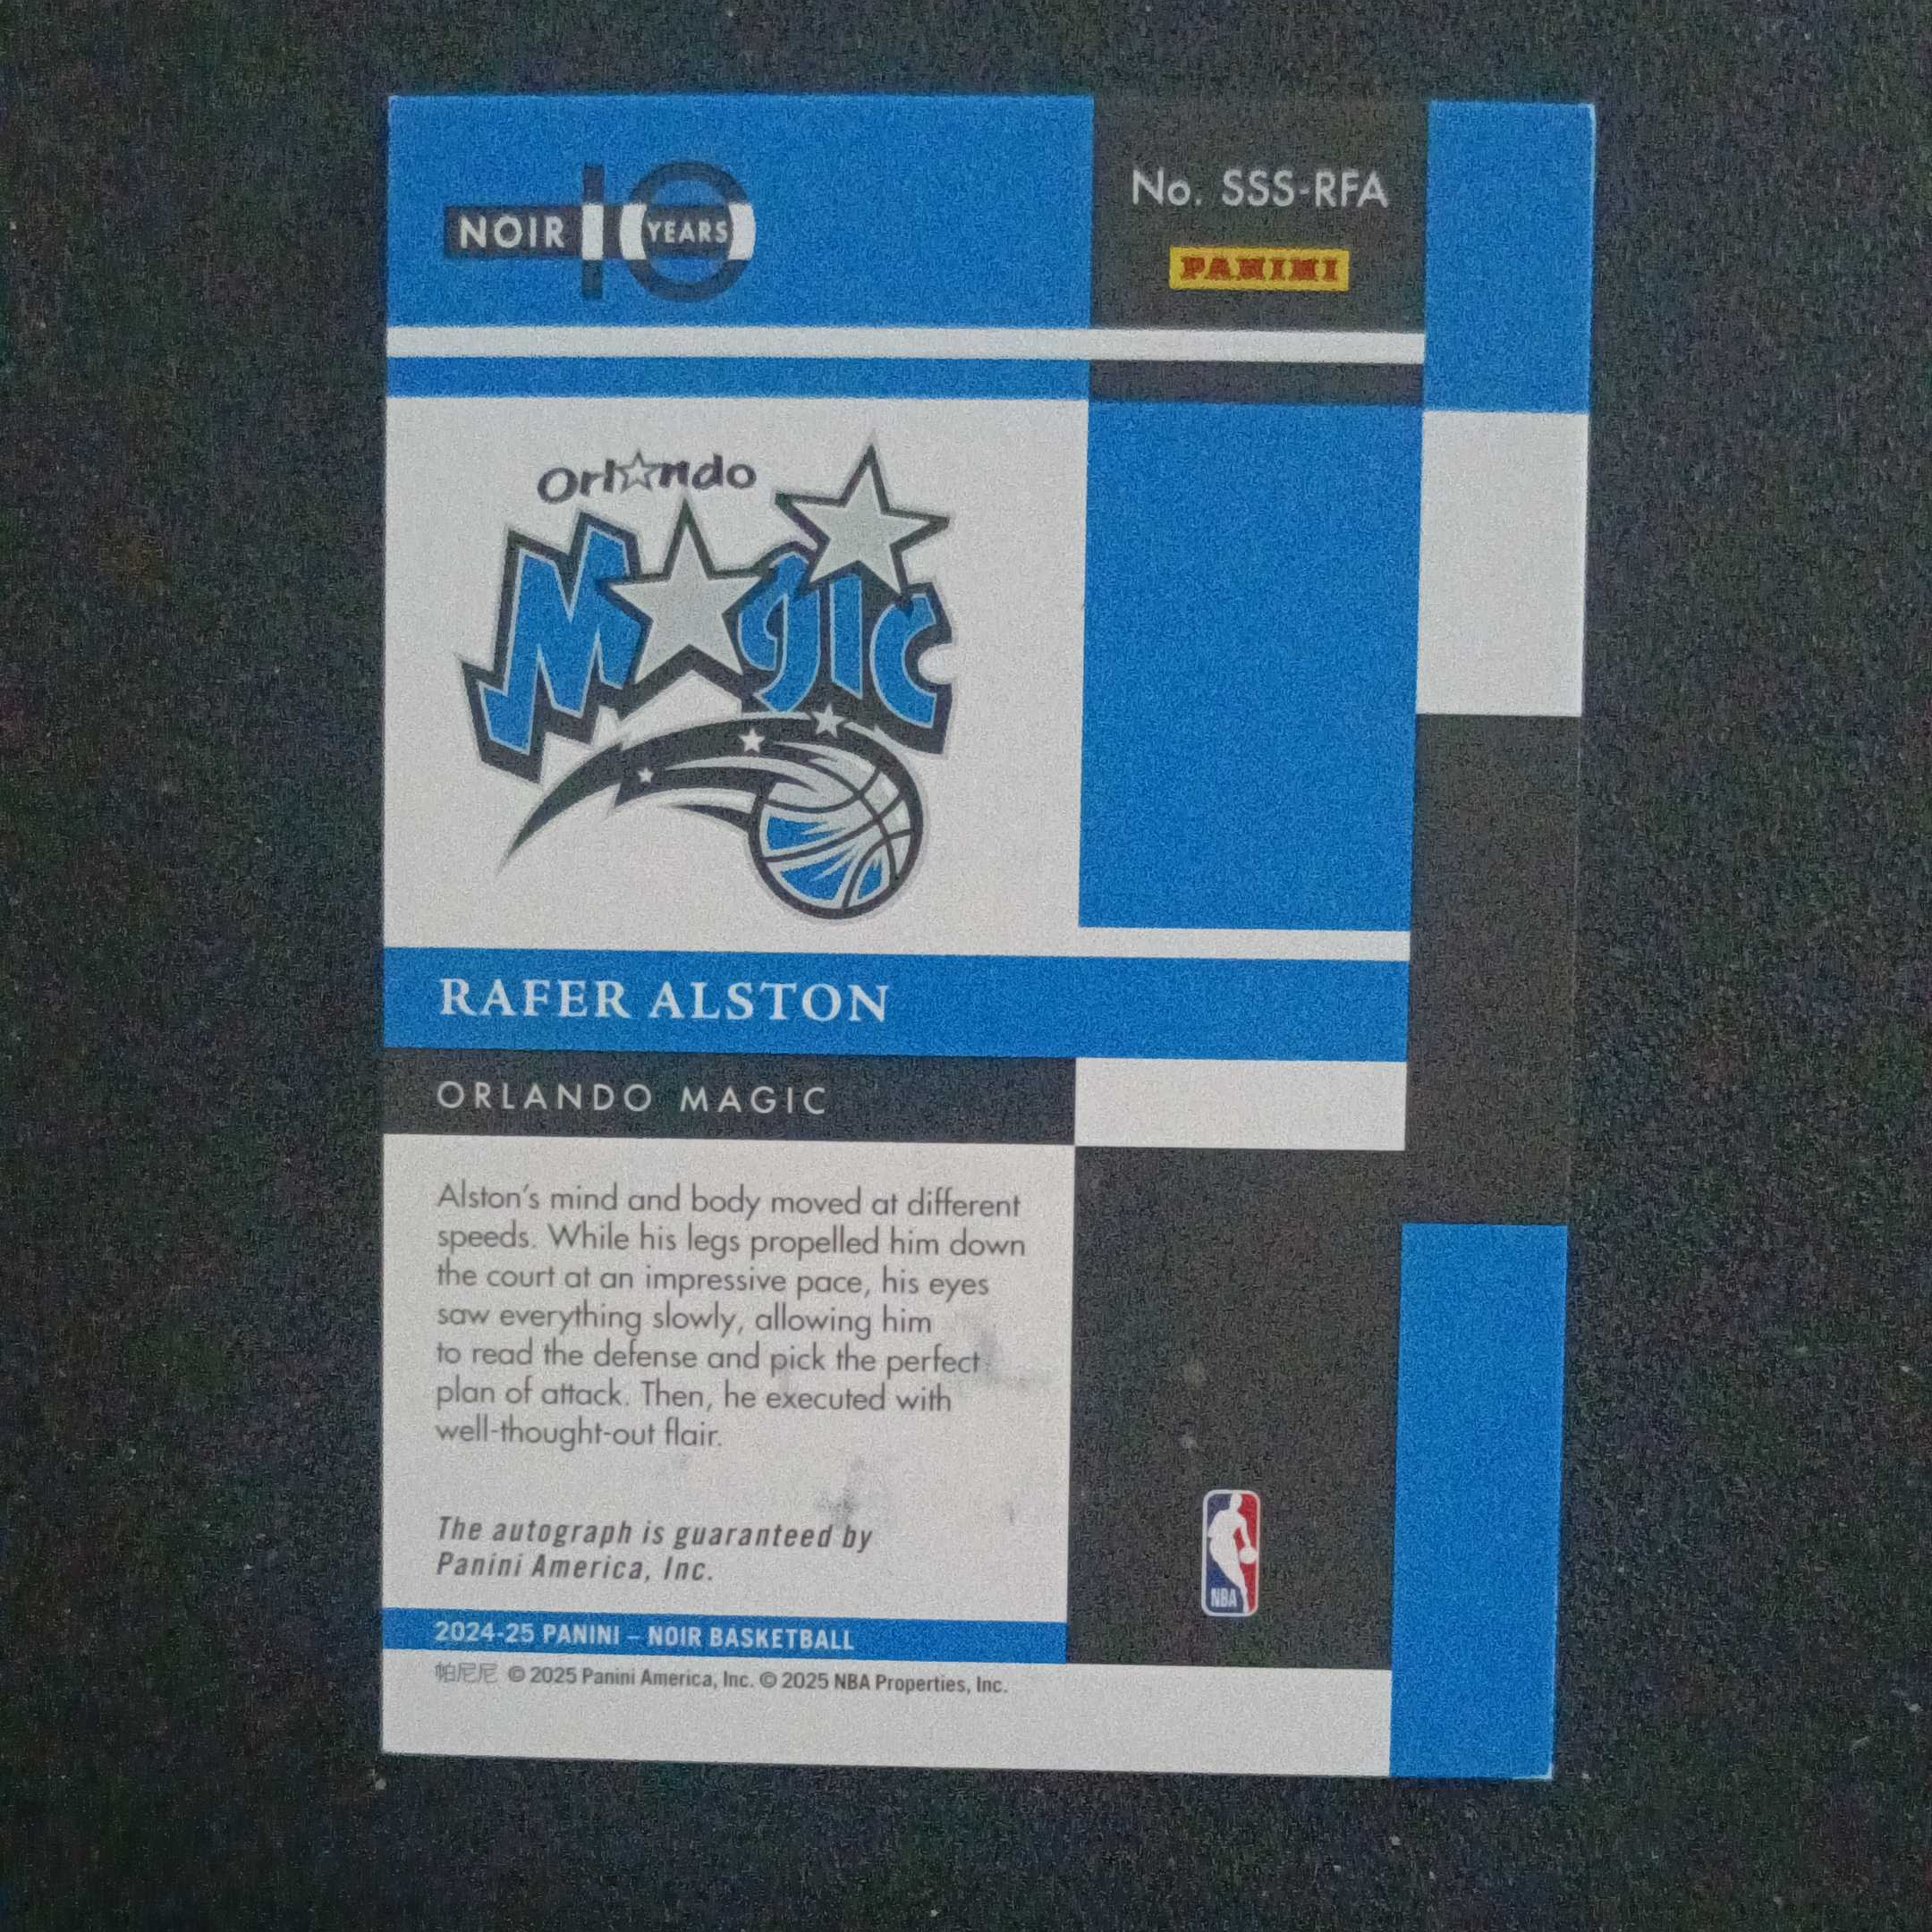 NOIR 10 YEARS
No. SSS-RFA
PANINI
Orlando
Magic
RAFER ALSTON
ORLANDO MAGIC
Alston's mind and body moved at different
speeds. While his legs propelled him down
the court at an impressive pace, his eyes
saw everything slowly, allowing him
to read the defense and pick the perfect
plan of attack. Then, he executed with
well-thought-out flair.
The autograph is guaranteed by
Panini America, Inc.
NBA
2024-25 PANINI – NOIR BASKETBALL
帕尼尼 © 2025 Panini America, Inc. © 2025 NBA Properties, Inc.